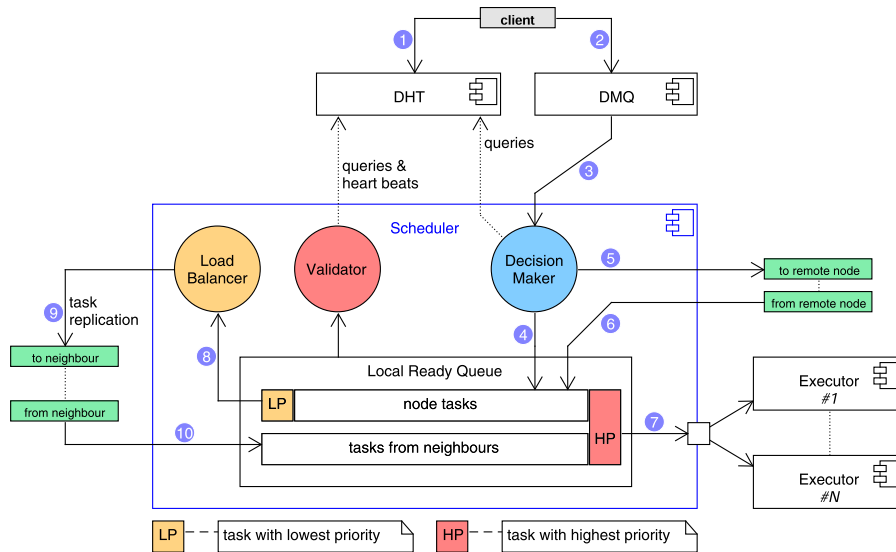 client
1
2
DHT
DMQ
queries
queries &
heart beats
3
Scheduler
Load
Balancer
Validator
Decision
Maker
5
to remote node
from remote node
9
task
replication
6
4
to neighbour
8
Local Ready Queue
Executor
#1
LP
node tasks
from neighbour
HP
7
10
tasks from neighbours
Executor
#N
LP
task with lowest priority
HP
task with highest priority